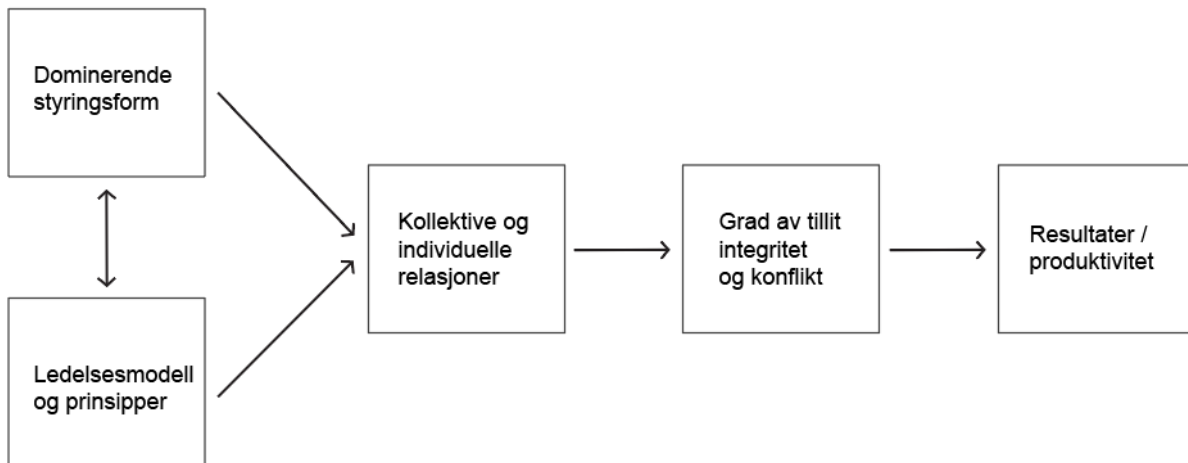 Dominerende
styringsform
Kollektive og
individuelle
relasjoner
Grad av tillit
integritet
og konflikt
Resultater /
produktivitet
Ledelsesmodell
og prinsipper